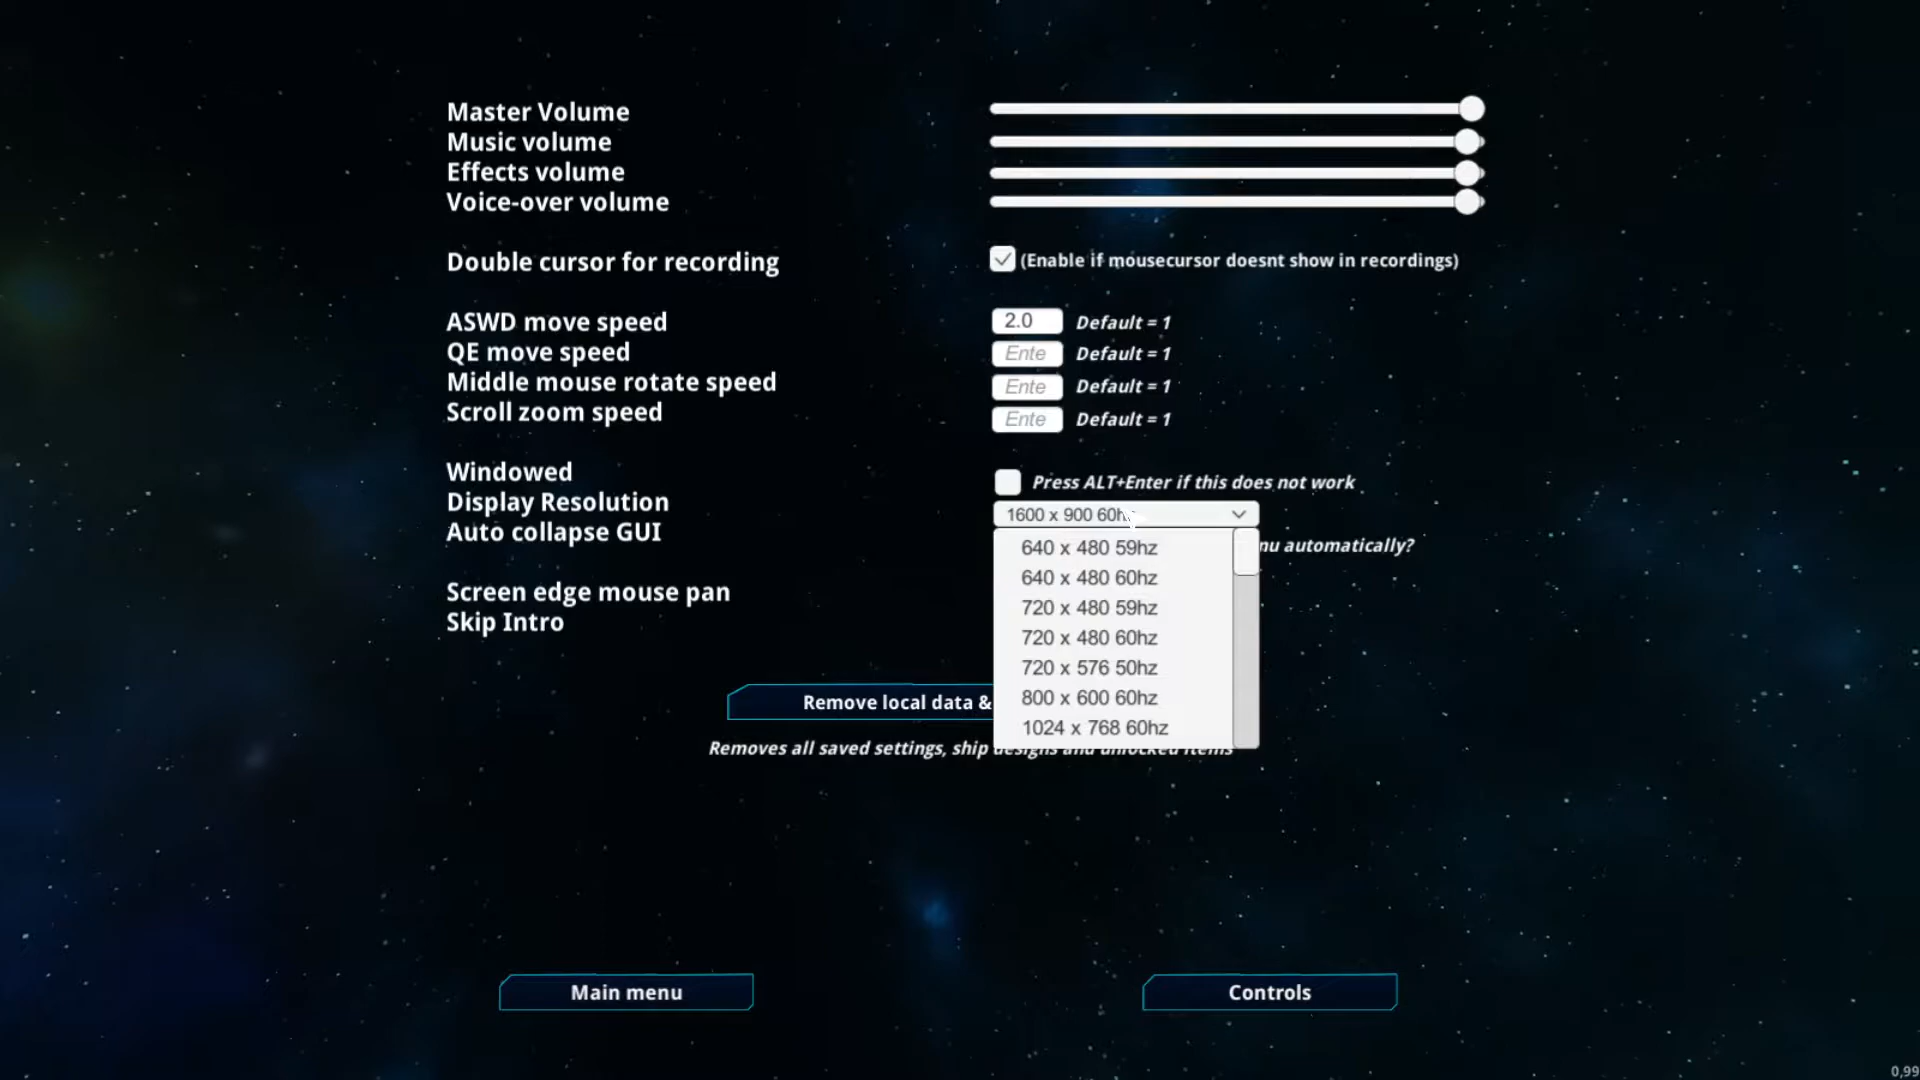 Master Volume
Music volume
Effects volume
Voice-over volume
Double cursor for recording
(Enable if mousecursor doesnt show in recordings)
ASWD move speed
2.0 Default = 1
QE move speed
Ente Default = 1
Middle mouse rotate speed
Ente Default = 1
Scroll zoom speed
Ente Default = 1
Windowed
Press ALT+Enter if this does not work
Display Resolution
1600 x 900 60h
Auto collapse GUI
automatically?
640 x 480 59hz
640 x 480 60hz
720 x 480 59hz
720 x 480 60hz
720 x 576 50hz
800 x 600 60hz
1024 x 768 60hz
Screen edge mouse pan
Skip Intro
Remove local data &
Removes all saved settings, ship designs and unlocked items
Main menu
Controls
0,99